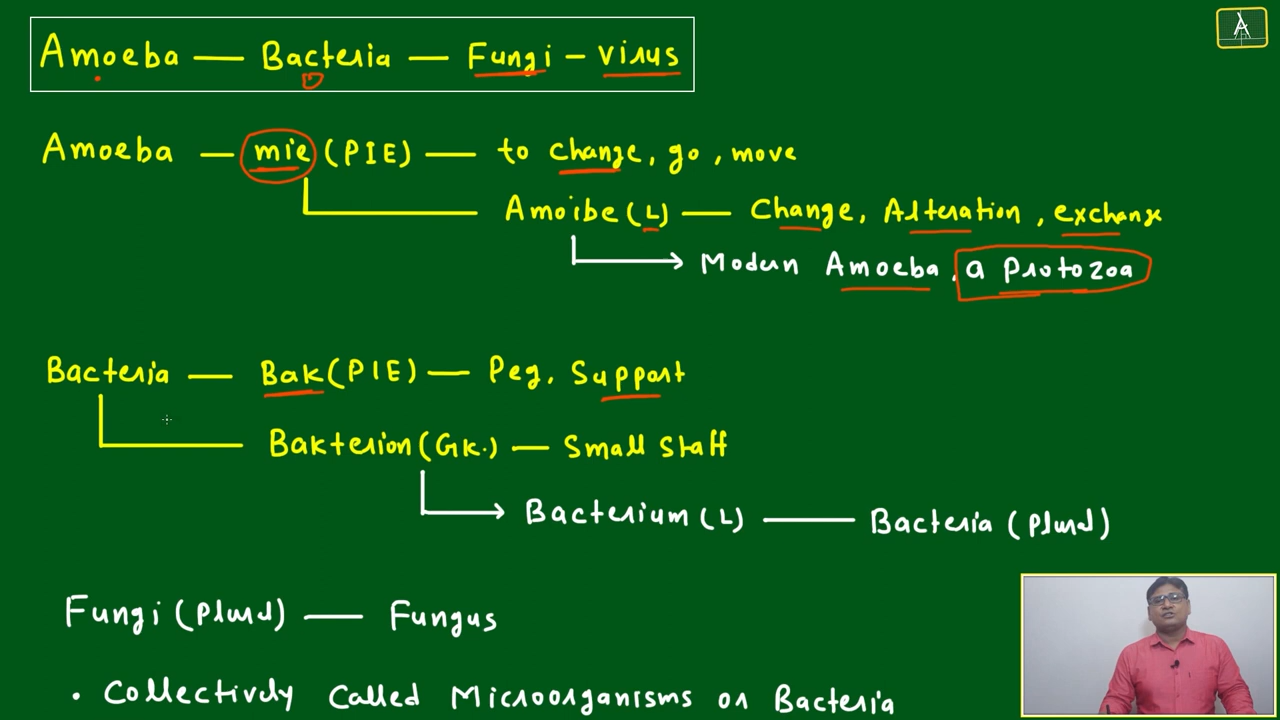 Amoeba — Bacteria — Fungi – Virus
A
Amoeba — mie (PIE) — to change, go, move
Amoibe (L) — Change, Alteration, exchange
Modern Amoeba, a Protozoa
Bacteria — Bak (PIE) — Peg, Support
Bakterion (Gk.) — Small staff
Bacterium (L) — Bacteria (Plural)
Fungi (Plural) — Fungus
• Collectively Called Microorganisms or Bacteria